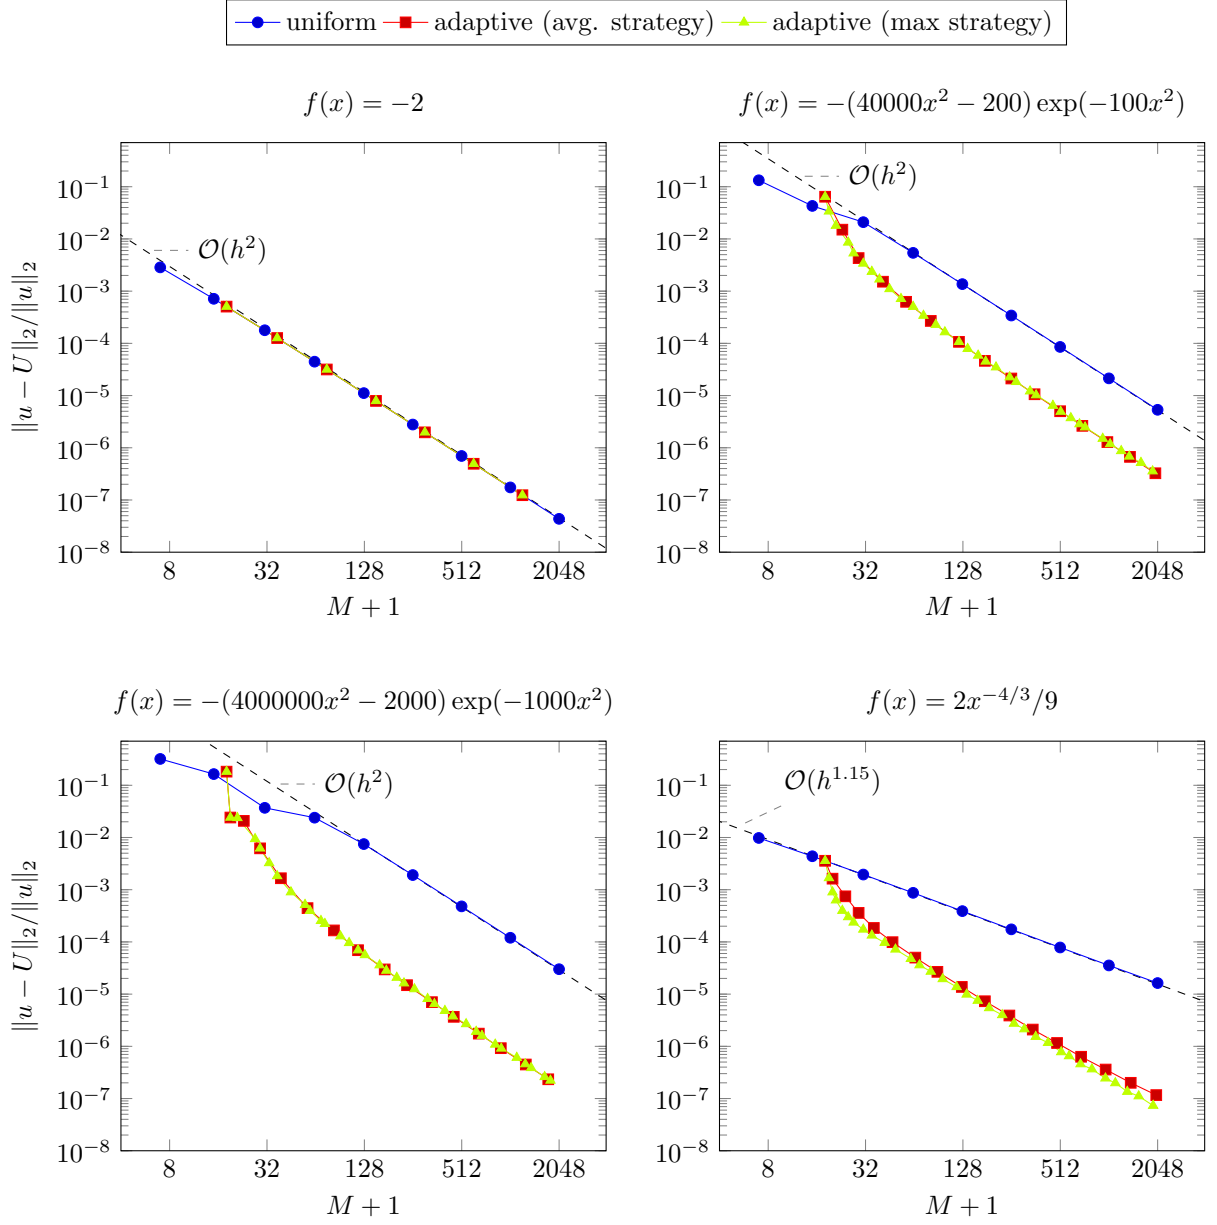 uniform adaptive (avg. strategy) adaptive (max strategy)
f(x) = −2
f(x) = −(40000x² − 200) exp(−100x²)
10⁻¹
10⁻²
10⁻³
10⁻⁴
10⁻⁵
10⁻⁶
10⁻⁷
10⁻⁸
‖u − U‖₂/‖u‖₂
𝒪(h²)
8 32 128 512 2048
M + 1
10⁻¹
10⁻²
10⁻³
10⁻⁴
10⁻⁵
10⁻⁶
10⁻⁷
10⁻⁸
𝒪(h²)
8 32 128 512 2048
M + 1
f(x) = −(4000000x² − 2000) exp(−1000x²)
f(x) = 2x⁻⁴ᐟ³/9
10⁻¹
10⁻²
10⁻³
10⁻⁴
10⁻⁵
10⁻⁶
10⁻⁷
10⁻⁸
‖u − U‖₂/‖u‖₂
𝒪(h²)
8 32 128 512 2048
M + 1
10⁻¹
10⁻²
10⁻³
10⁻⁴
10⁻⁵
10⁻⁶
10⁻⁷
10⁻⁸
𝒪(h^1.15)
8 32 128 512 2048
M + 1